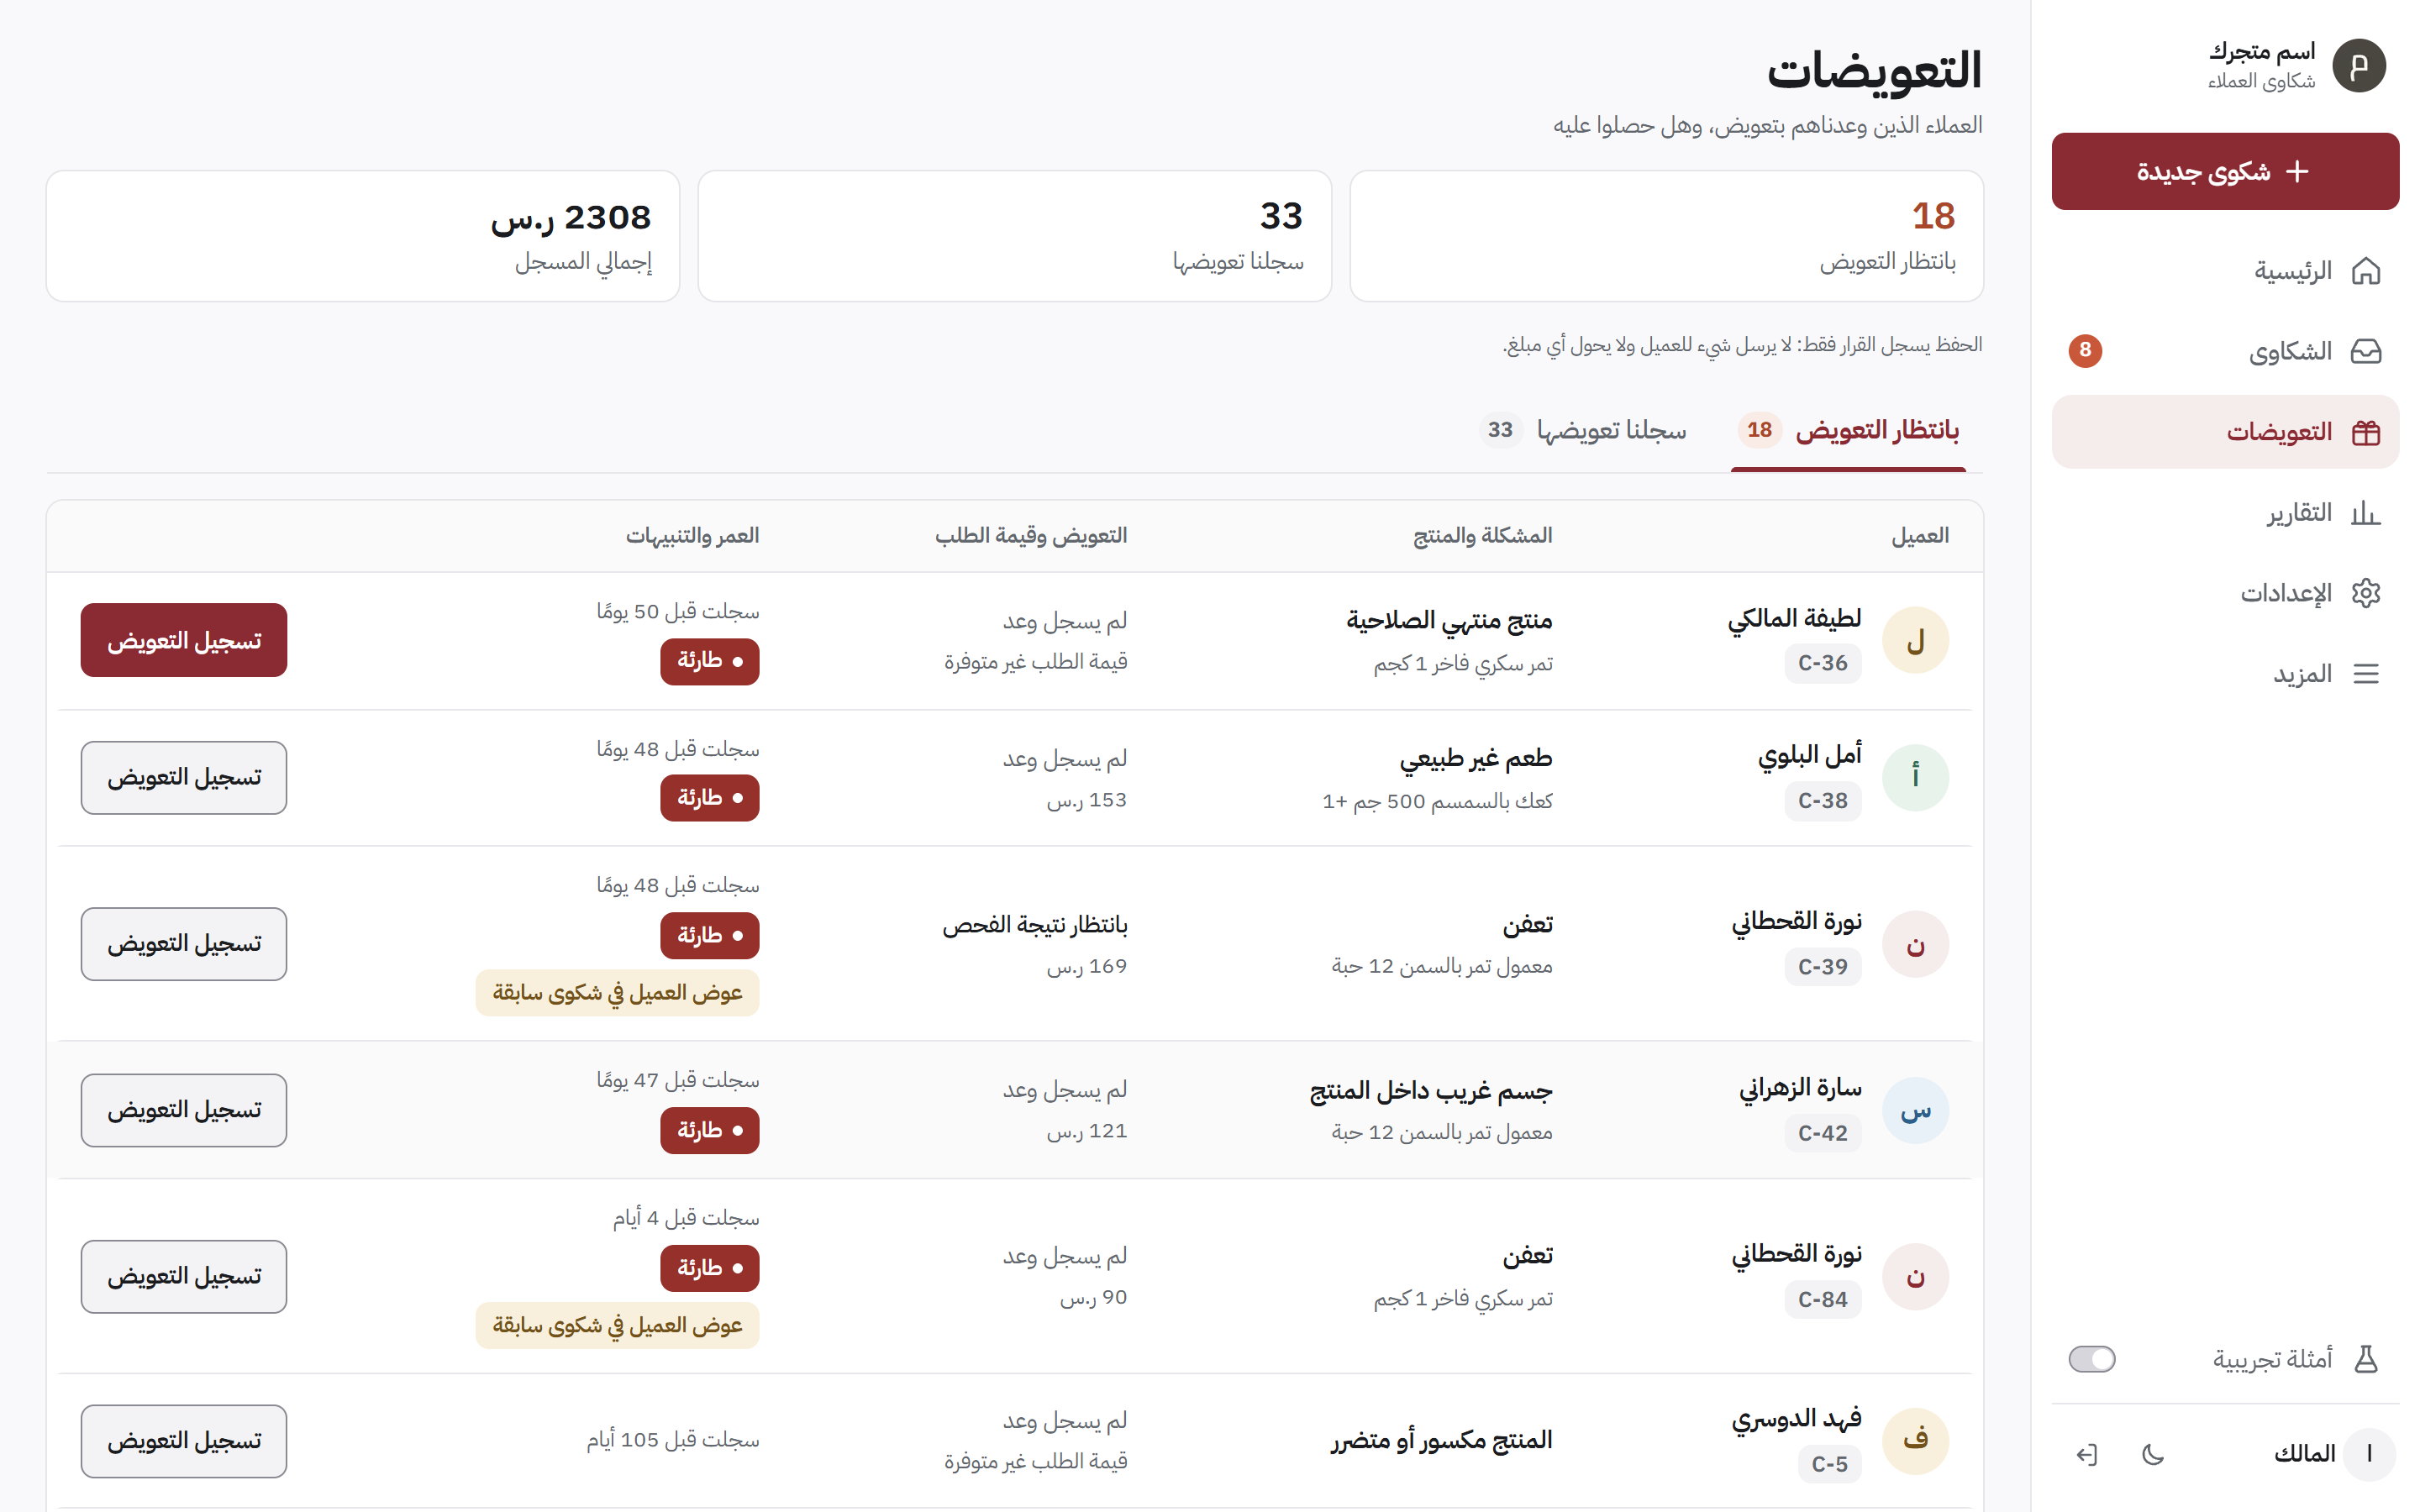 م
اسم متجرك
شكاوى العملاء
+ شكوى جديدة
الرئيسية
الشكاوى 8
التعويضات
التقارير
الإعدادات
المزيد
أمثلة تجريبية
ا المالك
التعويضات
العملاء الذين وعدناهم بتعويض، وهل حصلوا عليه
18
بانتظار التعويض
33
سجلنا تعويضها
2308 ر.س
إجمالي المسجل
الحفظ يسجل القرار فقط: لا يرسل شيء للعميل ولا يحول أي مبلغ.
بانتظار التعويض 18 سجلنا تعويضها 33
العميل المشكلة والمنتج التعويض وقيمة الطلب العمر والتنبيهات
ل
لطيفة المالكي
C-36
منتج منتهي الصلاحية
تمر سكري فاخر 1 كجم
لم يسجل وعد
قيمة الطلب غير متوفرة
سجلت قبل 50 يومًا
طارئة
تسجيل التعويض
أ
أمل البلوي
C-38
طعم غير طبيعي
كعك بالسمسم 500 جم +1
لم يسجل وعد
153 ر.س
سجلت قبل 48 يومًا
طارئة
تسجيل التعويض
ن
نورة القحطاني
C-39
تعفن
معمول تمر بالسمن 12 حبة
بانتظار نتيجة الفحص
169 ر.س
سجلت قبل 48 يومًا
طارئة
عوض العميل في شكوى سابقة
تسجيل التعويض
س
سارة الزهراني
C-42
جسم غريب داخل المنتج
معمول تمر بالسمن 12 حبة
لم يسجل وعد
121 ر.س
سجلت قبل 47 يومًا
طارئة
تسجيل التعويض
ن
نورة القحطاني
C-84
تعفن
تمر سكري فاخر 1 كجم
لم يسجل وعد
90 ر.س
سجلت قبل 4 أيام
طارئة
عوض العميل في شكوى سابقة
تسجيل التعويض
ف
فهد الدوسري
C-5
المنتج مكسور أو متضرر
لم يسجل وعد
قيمة الطلب غير متوفرة
سجلت قبل 105 أيام
تسجيل التعويض